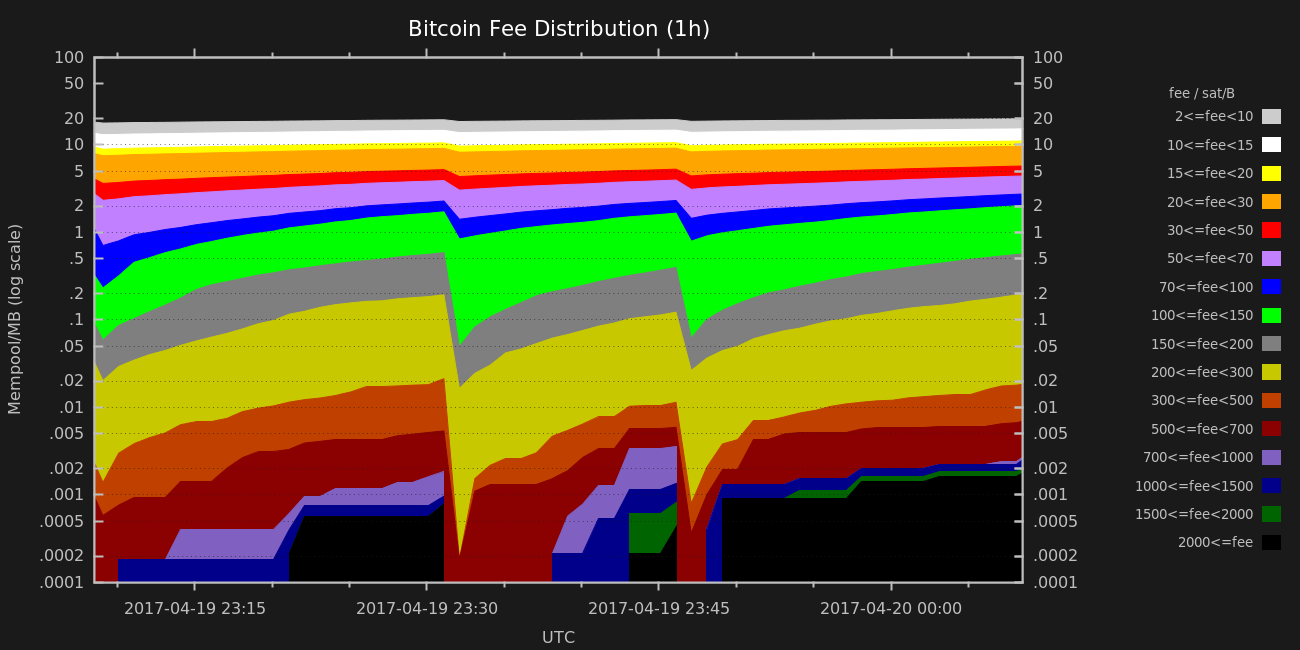 Bitcoin Fee Distribution (1h)
100
50
20
10
5
2
1
.5
.2
.1
.05
.02
.01
.005
.002
.001
.0005
.0002
.0001
Mempool/MB (log scale)
100
50
20
10
5
2
1
.5
.2
.1
.05
.02
.01
.005
.002
.001
.0005
.0002
.0001
2017-04-19 23:15
2017-04-19 23:30
2017-04-19 23:45
2017-04-20 00:00
UTC
fee / sat/B
2<=fee<10
10<=fee<15
15<=fee<20
20<=fee<30
30<=fee<50
50<=fee<70
70<=fee<100
100<=fee<150
150<=fee<200
200<=fee<300
300<=fee<500
500<=fee<700
700<=fee<1000
1000<=fee<1500
1500<=fee<2000
2000<=fee